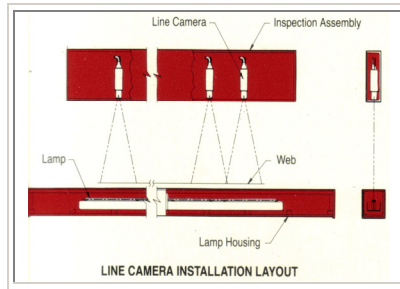 Line Camera
Inspection Assembly
Lamp
Web
Lamp Housing
LINE CAMERA INSTALLATION LAYOUT